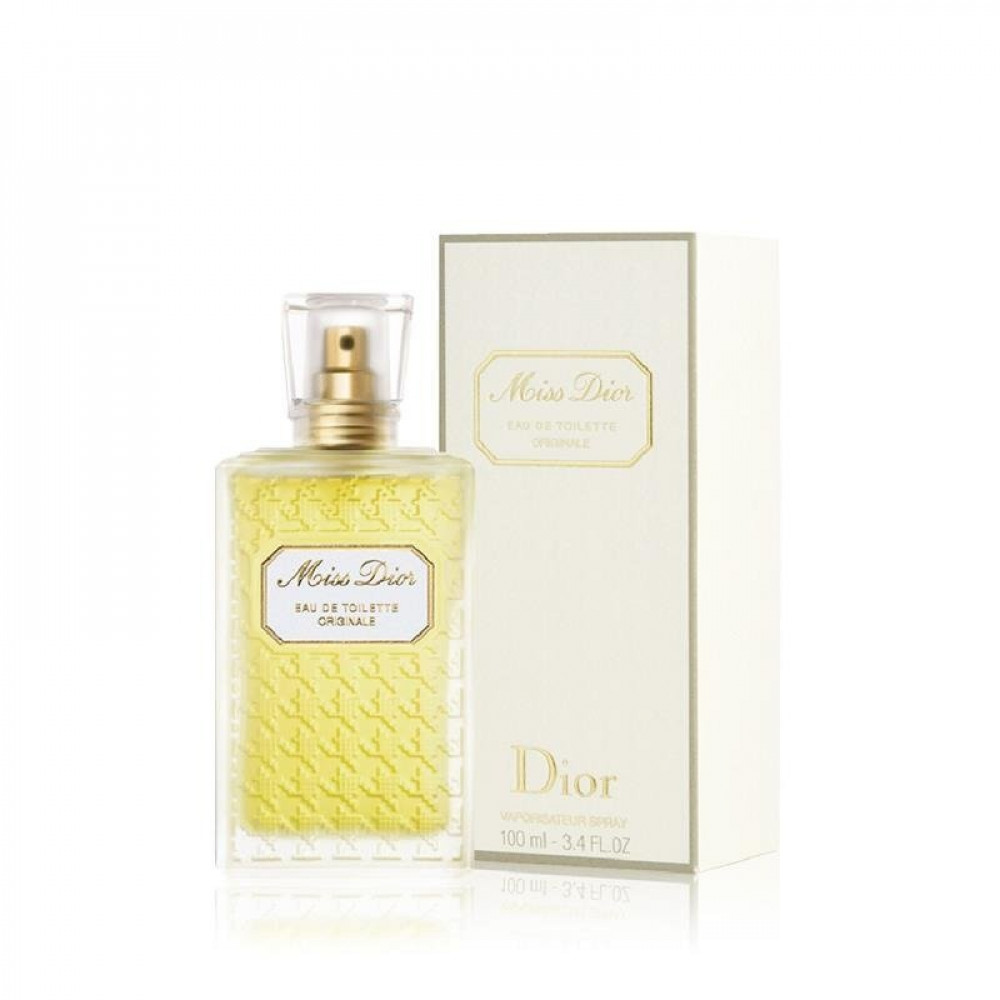 Miss Dior
EAU DE TOILETTE
ORIGINALE
Miss Dior
EAU DE TOILETTE
ORIGINALE
Dior
VAPORISATEUR SPRAY
100 ml - 3.4 FL.OZ